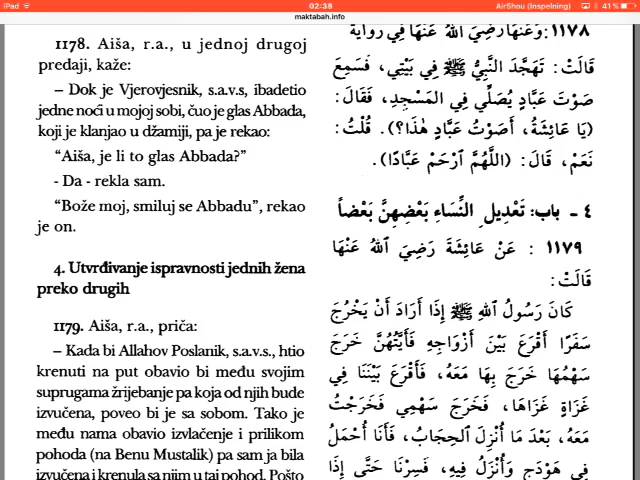 iPad
02:38
AirShou (Inspelning)
41 %
maktabah.info
1178. Aiša, r.a., u jednoj drugoj
predaji, kaže:
– Dok je Vjerovjesnik, s.a.v.s, ibadetio
jedne noći u mojoj sobi, čuo je glas Abbada,
koji je klanjao u džamiji, pa je rekao:
“Aiša, je li to glas Abbada?”
- Da - rekla sam.
“Bože moj, smiluj se Abbadu”, rekao
je on.
4. Utvrđivanje ispravnosti jednih žena
preko drugih
1179. Aiša, r.a., priča:
– Kada bi Allahov Poslanik, s.a.v.s., htio
krenuti na put obavio bi među svojim
suprugama žrijebanje pa koja od njih bude
izvučena, poveo bi je sa sobom. Tako je
među nama obavio izvlačenje i prilikom
pohoda (na Benu Mustalik) pa sam ja bila
izvučena i krenula sa njim u taj pohod. Pošto
١١٧٨: وَعَنْهَا رَضِيَ اللهُ عَنْهَا فِي رِوَايَةٍ
قَالَتْ: تَهَجَّدَ النَّبِيُّ ﷺ فِي بَيْتِي، فَسَمِعَ
صَوْتَ عَبَّادٍ يُصَلِّي فِي المَسْجِدِ، فَقَالَ:
(يَا عَائِشَةُ، أَصَوْتُ عَبَّادٍ هٰذَا؟). قُلْتُ:
نَعَمْ، قَالَ: (اللَّهُمَّ ٱرْحَمْ عَبَّادًا).
٤ - باب: تَعْدِيلِ النِّسَاءِ بَعْضِهِنَّ بَعْضاً
١١٧٩ : عَنْ عَائِشَةَ رَضِيَ ٱللهُ عَنْهَا
قَالَتْ:
كَانَ رَسُولُ ٱللهِ ﷺ إِذَا أَرَادَ أَنْ يَخْرُجَ
سَفَرًا أَقْرَعَ بَيْنَ أَزْوَاجِهِ فَأَيَّتُهُنَّ خَرَجَ
سَهْمُهَا خَرَجَ بِهَا مَعَهُ، فَأَقْرَعَ بَيْنَنَا فِي
غَزَاةٍ غَزَاهَا، فَخَرَجَ سَهْمِي فَخَرَجْتُ
مَعَهُ، بَعْدَ مَا أُنْزِلَ ٱلْحِجَابُ، فَأَنَا أُحْمَلُ
فِي هَوْدَجٍ وَأُنْزَلُ فِيهِ، فَسِرْنَا حَتَّى إِذَا